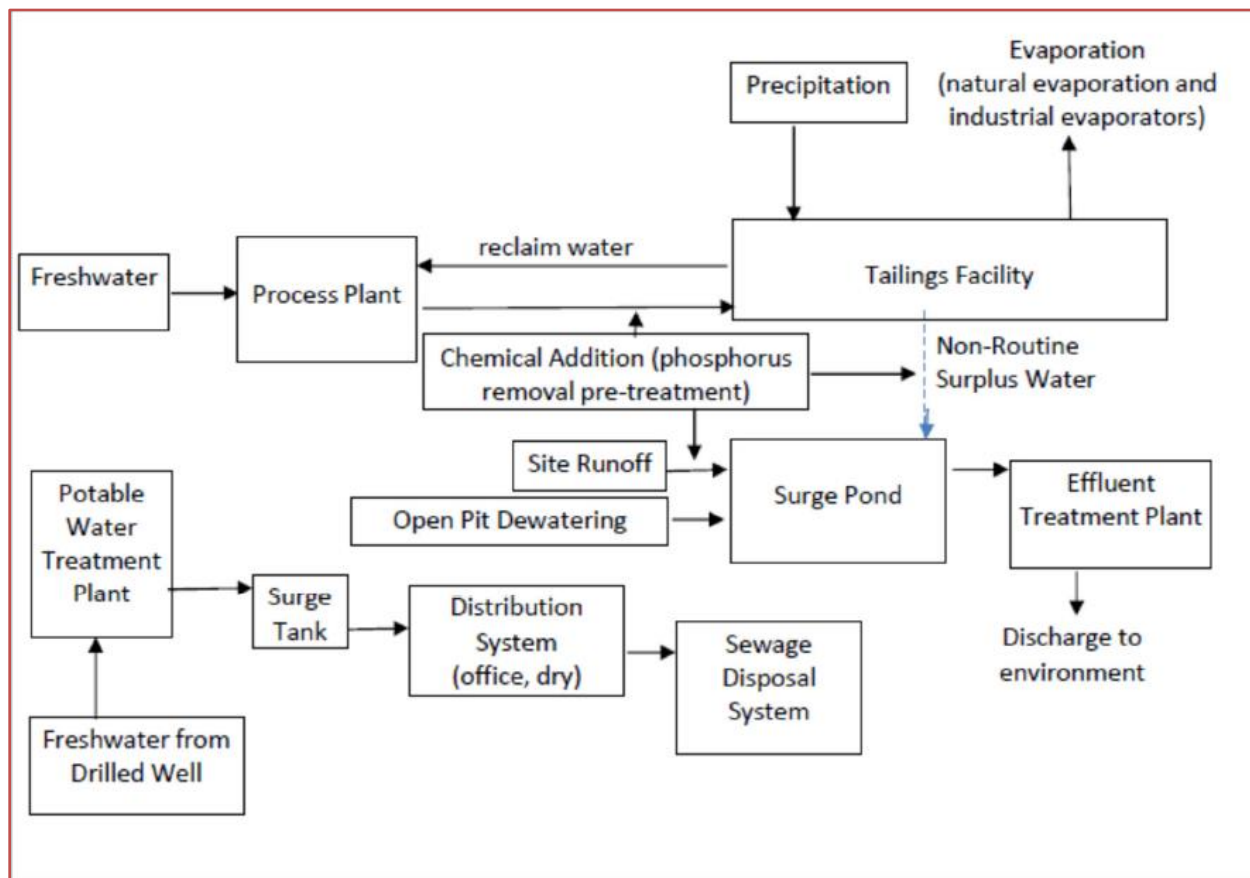 Evaporation
(natural evaporation and
industrial evaporators)
Precipitation
reclaim water
Freshwater
Process Plant
Tailings Facility
Chemical Addition (phosphorus
removal pre-treatment)
Non-Routine
Surplus Water
Site Runoff
Open Pit Dewatering
Surge Pond
Effluent
Treatment Plant
Discharge to
environment
Potable
Water
Treatment
Plant
Surge
Tank
Distribution
System
(office, dry)
Sewage
Disposal
System
Freshwater from
Drilled Well